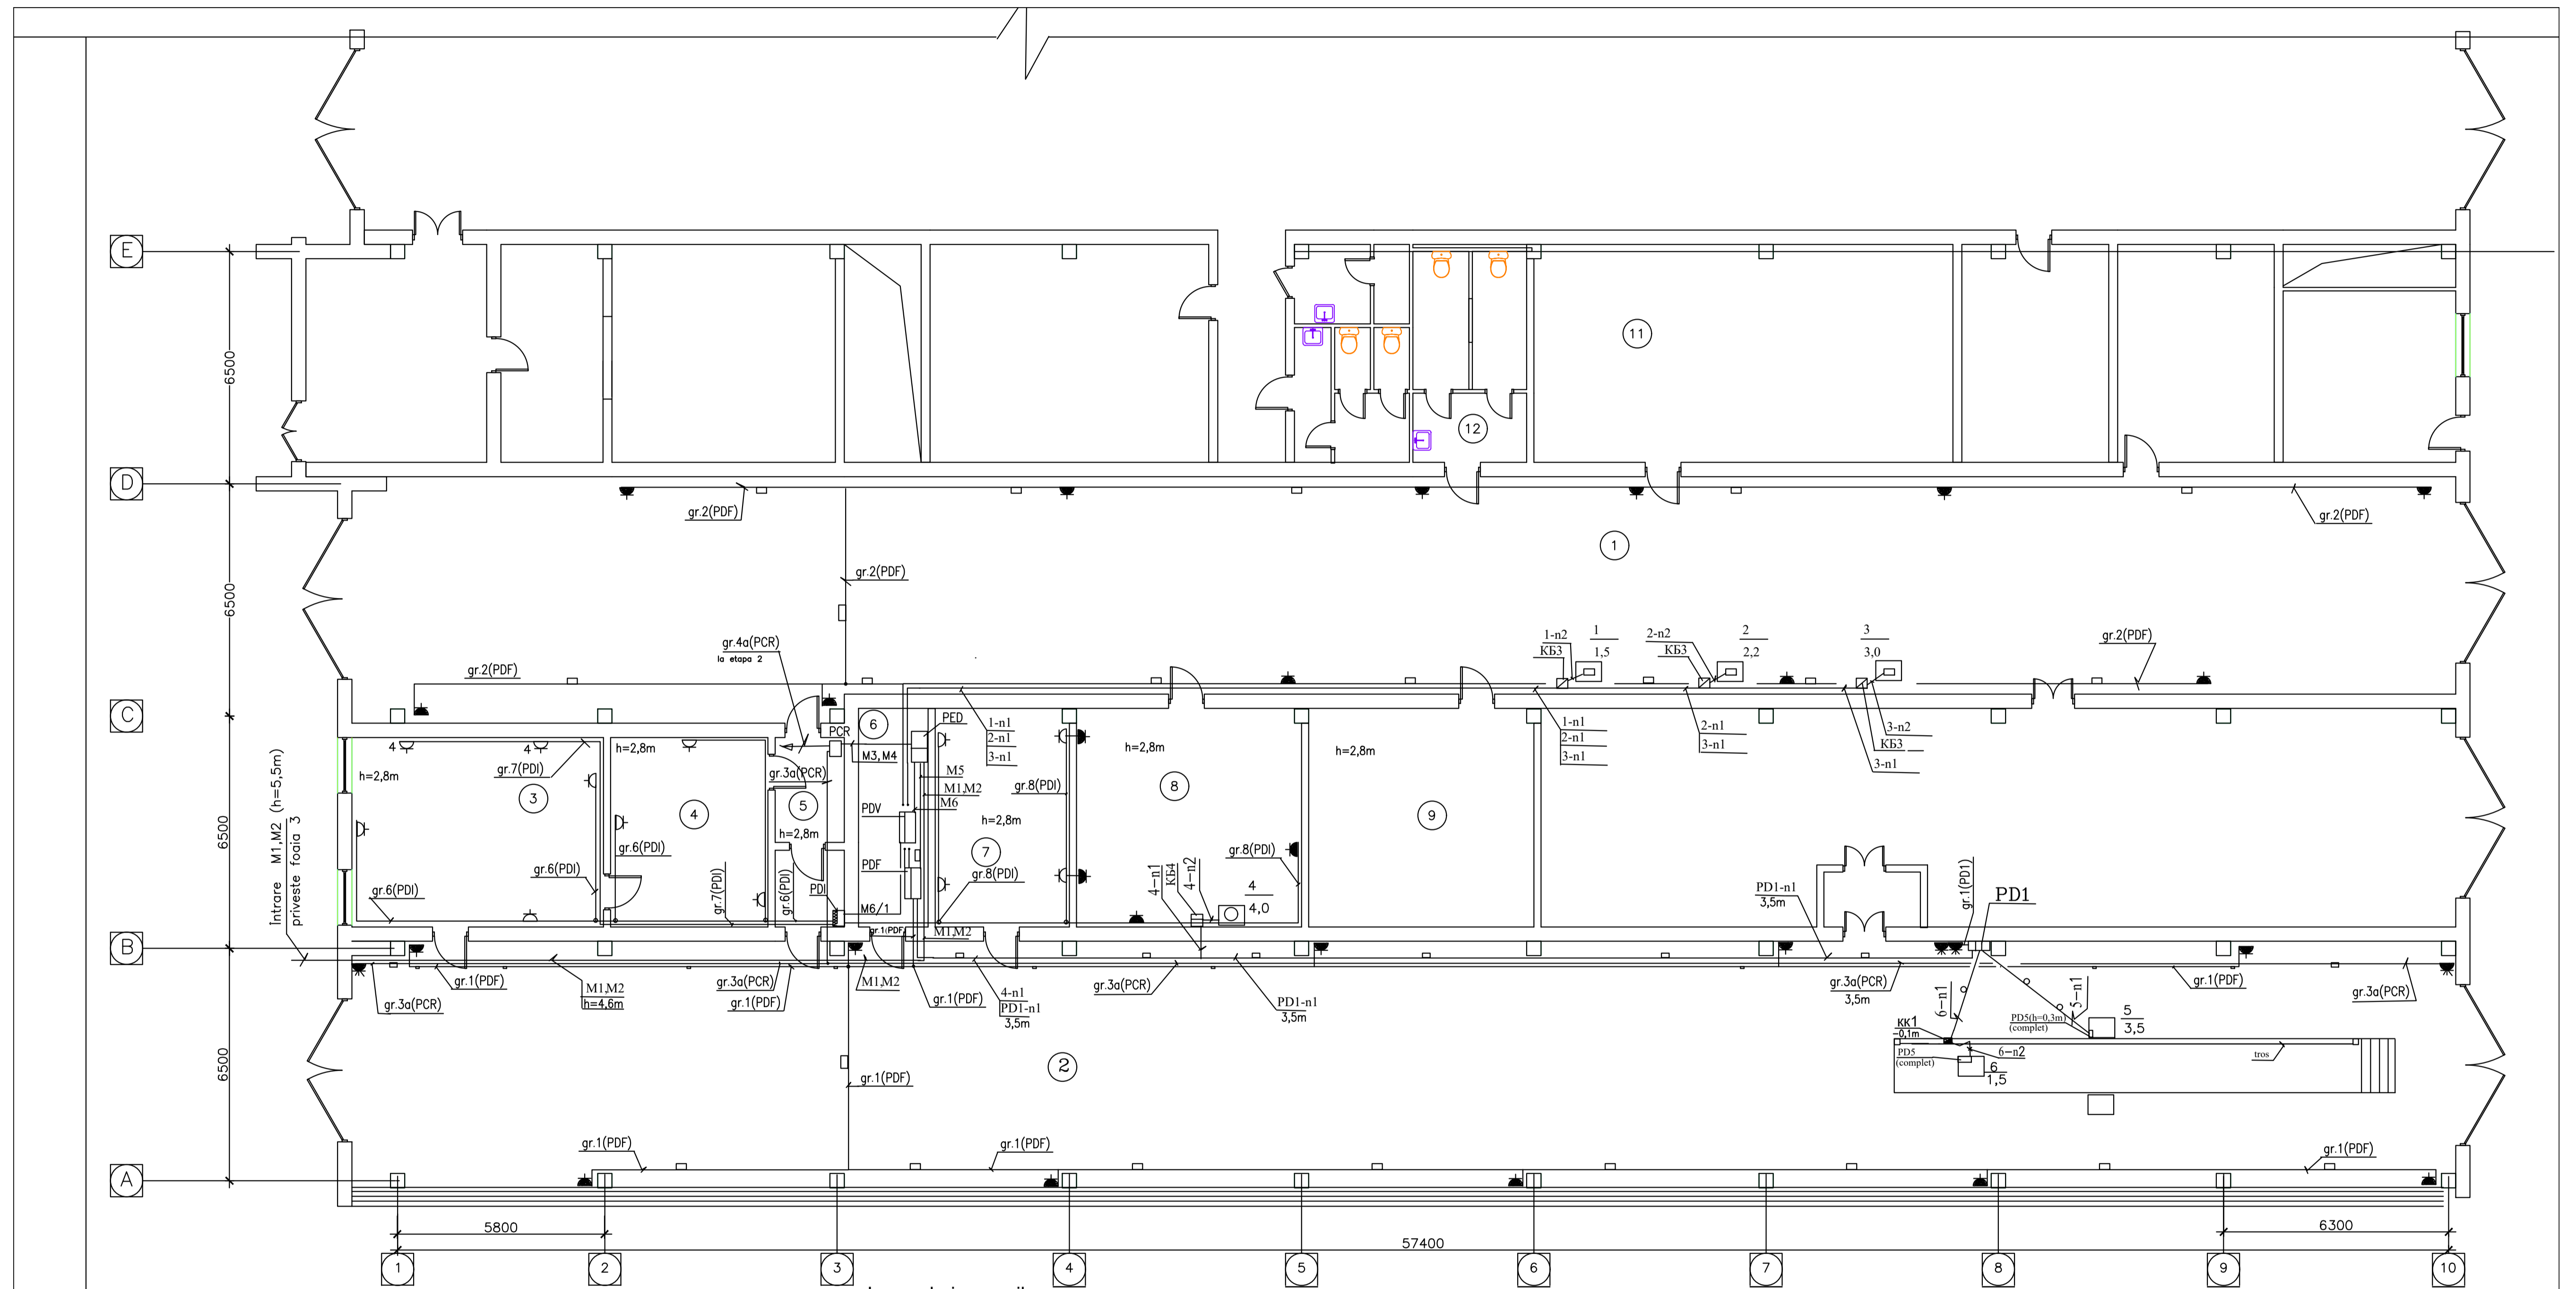 E
6500
11
12
D
gr.2(PDF)
gr.2(PDF)
1
gr.2(PDF)
6500
gr.4a(PCR)
la etapa 2
1-n2
КБ3
1
1,5
2-n2
КБ3
2
2,2
3
3,0
gr.2(PDF)
gr.2(PDF)
C
6
PCR
PED
1-n1
2-n1
3-n1
1-n1
2-n1
3-n1
2-n1
3-n1
3-n2
КБ3
3-n1
4
4
h=2,8m
h=2,8m
h=2,8m
h=2,8m
M3,M4
gr.7(PDI)
gr.3a(PCR)
M5
M1,M2
M6
gr.8(PDI)
h=2,8m
Intrare M1,M2 (h=5,5m)
priveste foaia 3
3
4
5
PDV
h=2,8m
h=2,8m
7
8
9
6500
gr.6(PDI)
gr.6(PDI)
gr.6(PDI)
gr.7(PDI)
gr.6(PDI)
PDI
PDF
M6/1
gr.8(PDI)
gr.8(PDI)
4-n1
КБ4
4-n2
4
4,0
PD1-n1
3,5m
gr.1(PD1)
PD1
gr.1(PDF)
M1,M2
B
gr.3a(PCR)
gr.1(PDF)
M1,M2
h=4,6m
gr.3a(PCR)
gr.1(PDF)
M1,M2
gr.1(PDF)
4-n1
PD1-n1
3,5m
gr.3a(PCR)
PD1-n1
3,5m
gr.3a(PCR)
3,5m
gr.1(PDF)
gr.3a(PCR)
6-n1
5-n1
PD5(h=0,3m)
(complet)
5
3,5
КК1
-0,1m
PD5
(complet)
6-n2
6
1,5
tros
6500
2
gr.1(PDF)
gr.1(PDF)
gr.1(PDF)
gr.1(PDF)
A
5800
57400
6300
1
2
3
4
5
6
7
8
9
10